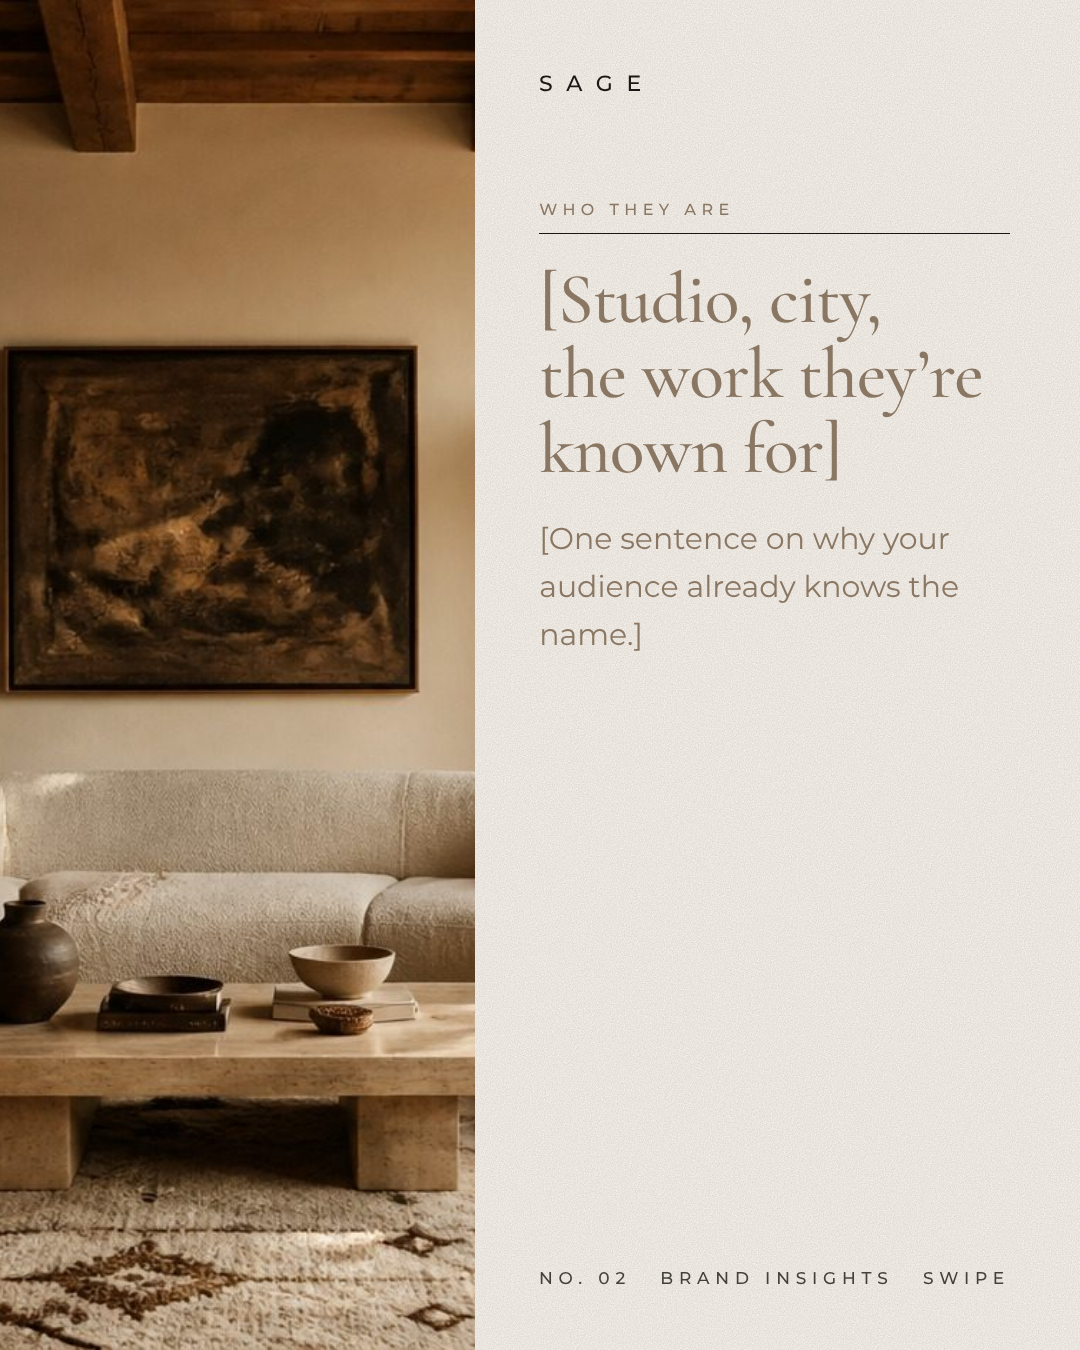 SAGE
WHO THEY ARE
[Studio, city,
the work they’re
known for]
[One sentence on why your
audience already knows the
name.]
NO. 02 BRAND INSIGHTS SWIPE